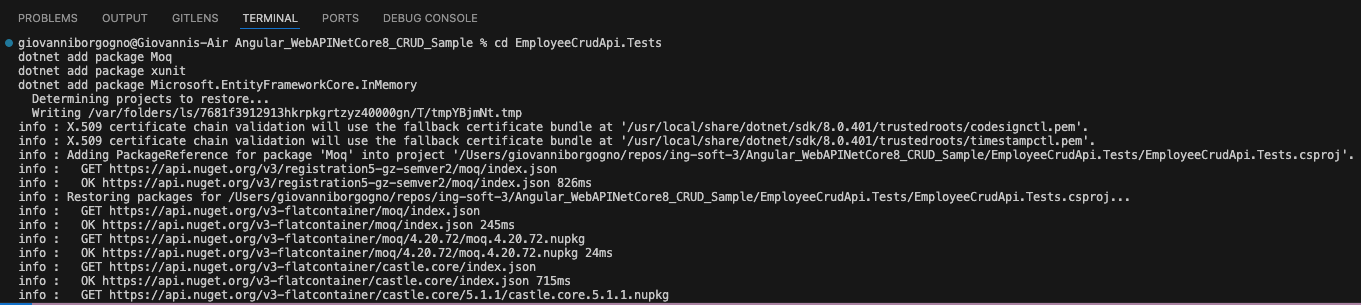 PROBLEMS OUTPUT GITLENS TERMINAL PORTS DEBUG CONSOLE
giovanniborgogno@Giovannis-Air Angular_WebAPINetCore8_CRUD_Sample % cd EmployeeCrudApi.Tests
dotnet add package Moq
dotnet add package xunit
dotnet add package Microsoft.EntityFrameworkCore.InMemory
  Determining projects to restore...
  Writing /var/folders/ls/7681f3912913hkrpkgrtzyz40000gn/T/tmpYBjmNt.tmp
info : X.509 certificate chain validation will use the fallback certificate bundle at '/usr/local/share/dotnet/sdk/8.0.401/trustedroots/codesignctl.pem'.
info : X.509 certificate chain validation will use the fallback certificate bundle at '/usr/local/share/dotnet/sdk/8.0.401/trustedroots/timestampctl.pem'.
info : Adding PackageReference for package 'Moq' into project '/Users/giovanniborgogno/repos/ing-soft-3/Angular_WebAPINetCore8_CRUD_Sample/EmployeeCrudApi.Tests/EmployeeCrudApi.Tests.csproj'.
info :   GET https://api.nuget.org/v3/registration5-gz-semver2/moq/index.json
info :   OK https://api.nuget.org/v3/registration5-gz-semver2/moq/index.json 826ms
info : Restoring packages for /Users/giovanniborgogno/repos/ing-soft-3/Angular_WebAPINetCore8_CRUD_Sample/EmployeeCrudApi.Tests/EmployeeCrudApi.Tests.csproj...
info :   GET https://api.nuget.org/v3-flatcontainer/moq/index.json
info :   OK https://api.nuget.org/v3-flatcontainer/moq/index.json 245ms
info :   GET https://api.nuget.org/v3-flatcontainer/moq/4.20.72/moq.4.20.72.nupkg
info :   OK https://api.nuget.org/v3-flatcontainer/moq/4.20.72/moq.4.20.72.nupkg 24ms
info :   GET https://api.nuget.org/v3-flatcontainer/castle.core/index.json
info :   OK https://api.nuget.org/v3-flatcontainer/castle.core/index.json 715ms
info :   GET https://api.nuget.org/v3-flatcontainer/castle.core/5.1.1/castle.core.5.1.1.nupkg